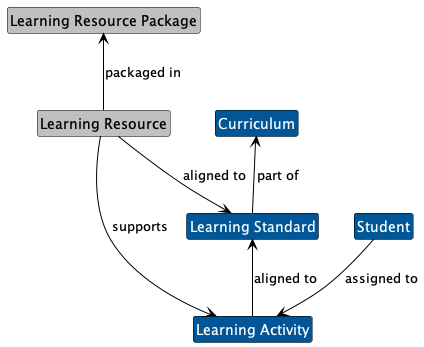 Learning Resource Package
packaged in
Learning Resource
Curriculum
aligned to
part of
supports
Learning Standard
Student
aligned to
assigned to
Learning Activity